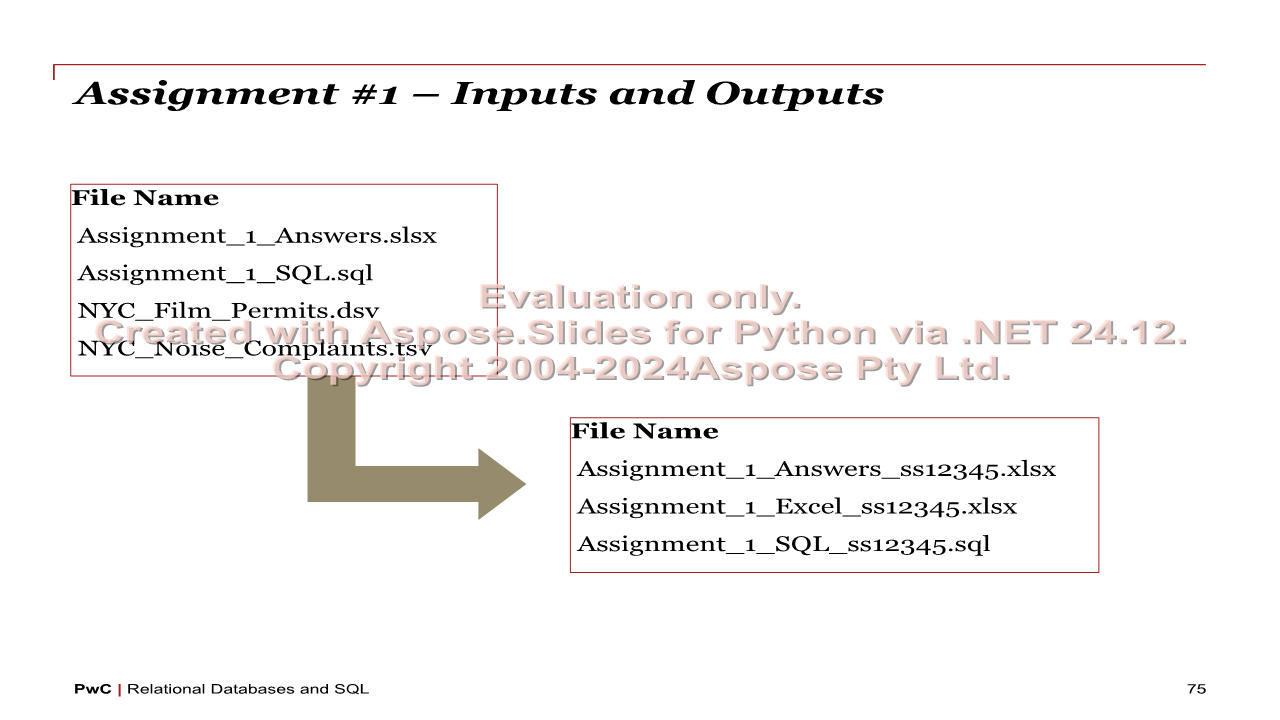 Assignment #1 – Inputs and Outputs
File Name
Assignment_1_Answers.slsx
Assignment_1_SQL.sql
NYC_Film_Permits.dsv
NYC_Noise_Complaints.tsv
Evaluation only.
Created with Aspose.Slides for Python via .NET 24.12.
Copyright 2004-2024Aspose Pty Ltd.
File Name
Assignment_1_Answers_ss12345.xlsx
Assignment_1_Excel_ss12345.xlsx
Assignment_1_SQL_ss12345.sql
PwC | Relational Databases and SQL
75